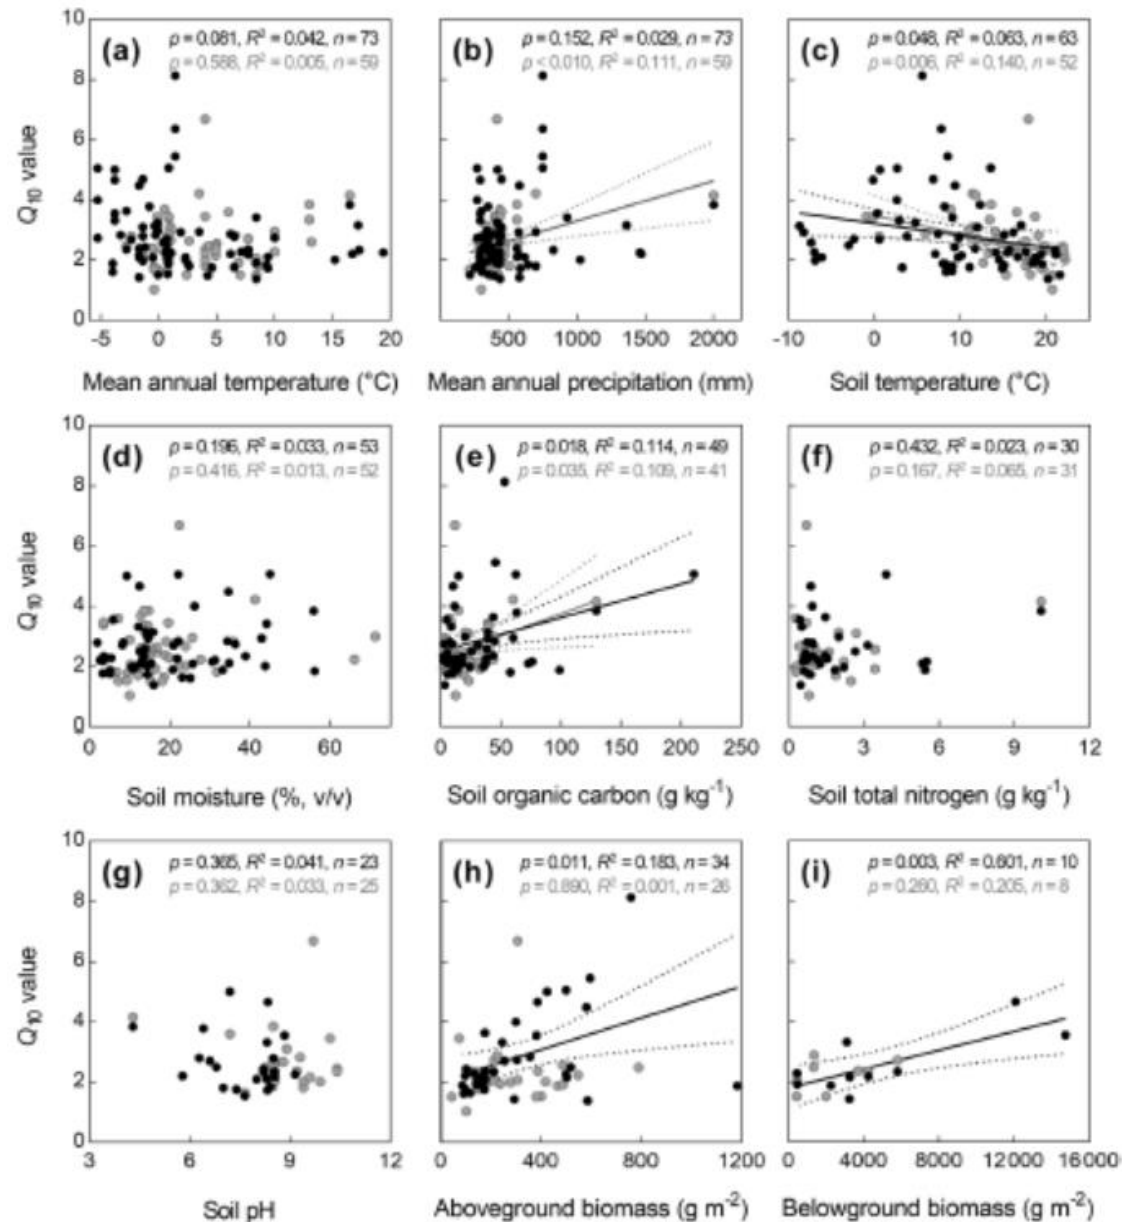 (a) p=0.081, R² =0.042, n=73
p=0.588, R² =0.005, n=59
(b) p=0.152, R² =0.029, n=73
p<0.010, R² =0.111, n=59
(c) p=0.048, R² =0.063, n=63
p=0.006, R² =0.140, n=52
10
8
6
4
2
0
Q₁₀ value
-5 0 5 10 15 20
500 1000 1500 2000
-10 0 10 20
Mean annual temperature (°C)
Mean annual precipitation (mm)
Soil temperature (°C)
(d) p=0.196, R² =0.033, n=53
p=0.416, R² =0.013, n=52
(e) p=0.018, R² =0.114, n=49
p=0.035, R² =0.109, n=41
(f) p=0.432, R² =0.023, n=30
p=0.167, R² =0.065, n=31
10
8
6
4
2
0
Q₁₀ value
0 20 40 60
0 50 100 150 200 250
0 3 6 9 12
Soil moisture (%, v/v)
Soil organic carbon (g kg⁻¹)
Soil total nitrogen (g kg⁻¹)
(g) p=0.365, R² =0.041, n=23
p=0.362, R² =0.033, n=25
(h) p=0.011, R² =0.183, n=34
p=0.890, R² =0.001, n=26
(i) p=0.003, R² =0.601, n=10
p=0.260, R² =0.205, n=8
10
8
6
4
2
0
Q₁₀ value
3 6 9 12
0 400 800 1200
0 4000 8000 12000 16000
Soil pH
Aboveground biomass (g m⁻²)
Belowground biomass (g m⁻²)